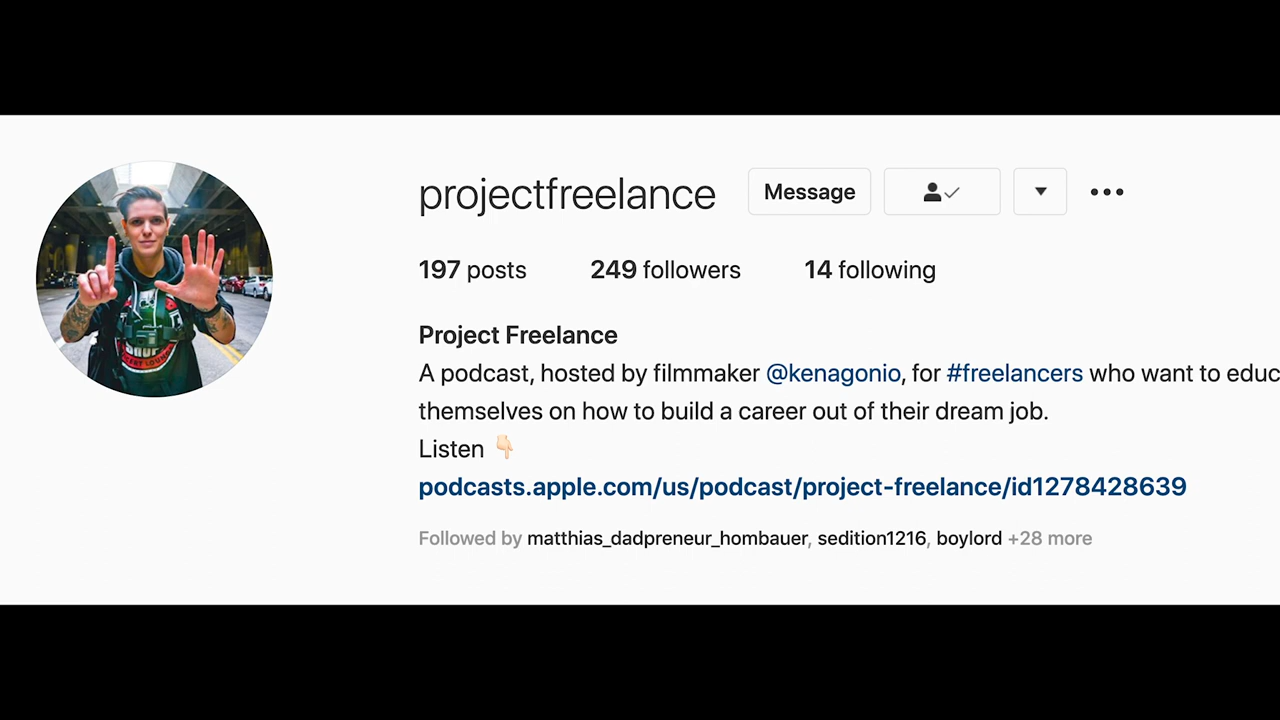 projectfreelance Message
197 posts 249 followers 14 following
Project Freelance
A podcast, hosted by filmmaker @kenagonio, for #freelancers who want to educ
themselves on how to build a career out of their dream job.
Listen 👇🏻
podcasts.apple.com/us/podcast/project-freelance/id1278428639
Followed by matthias_dadpreneur_hombauer, sedition1216, boylord +28 more